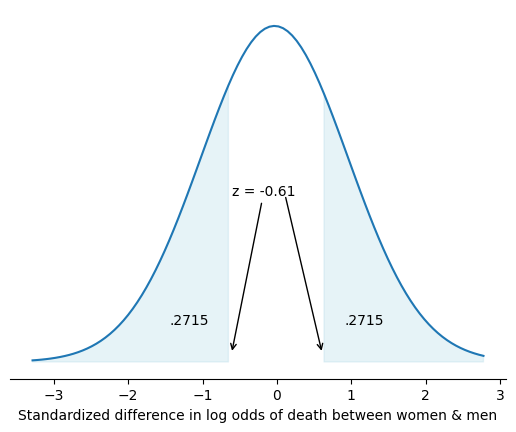 z = -0.61
.2715 .2715
−3 −2 −1 0 1 2 3
Standardized difference in log odds of death between women & men